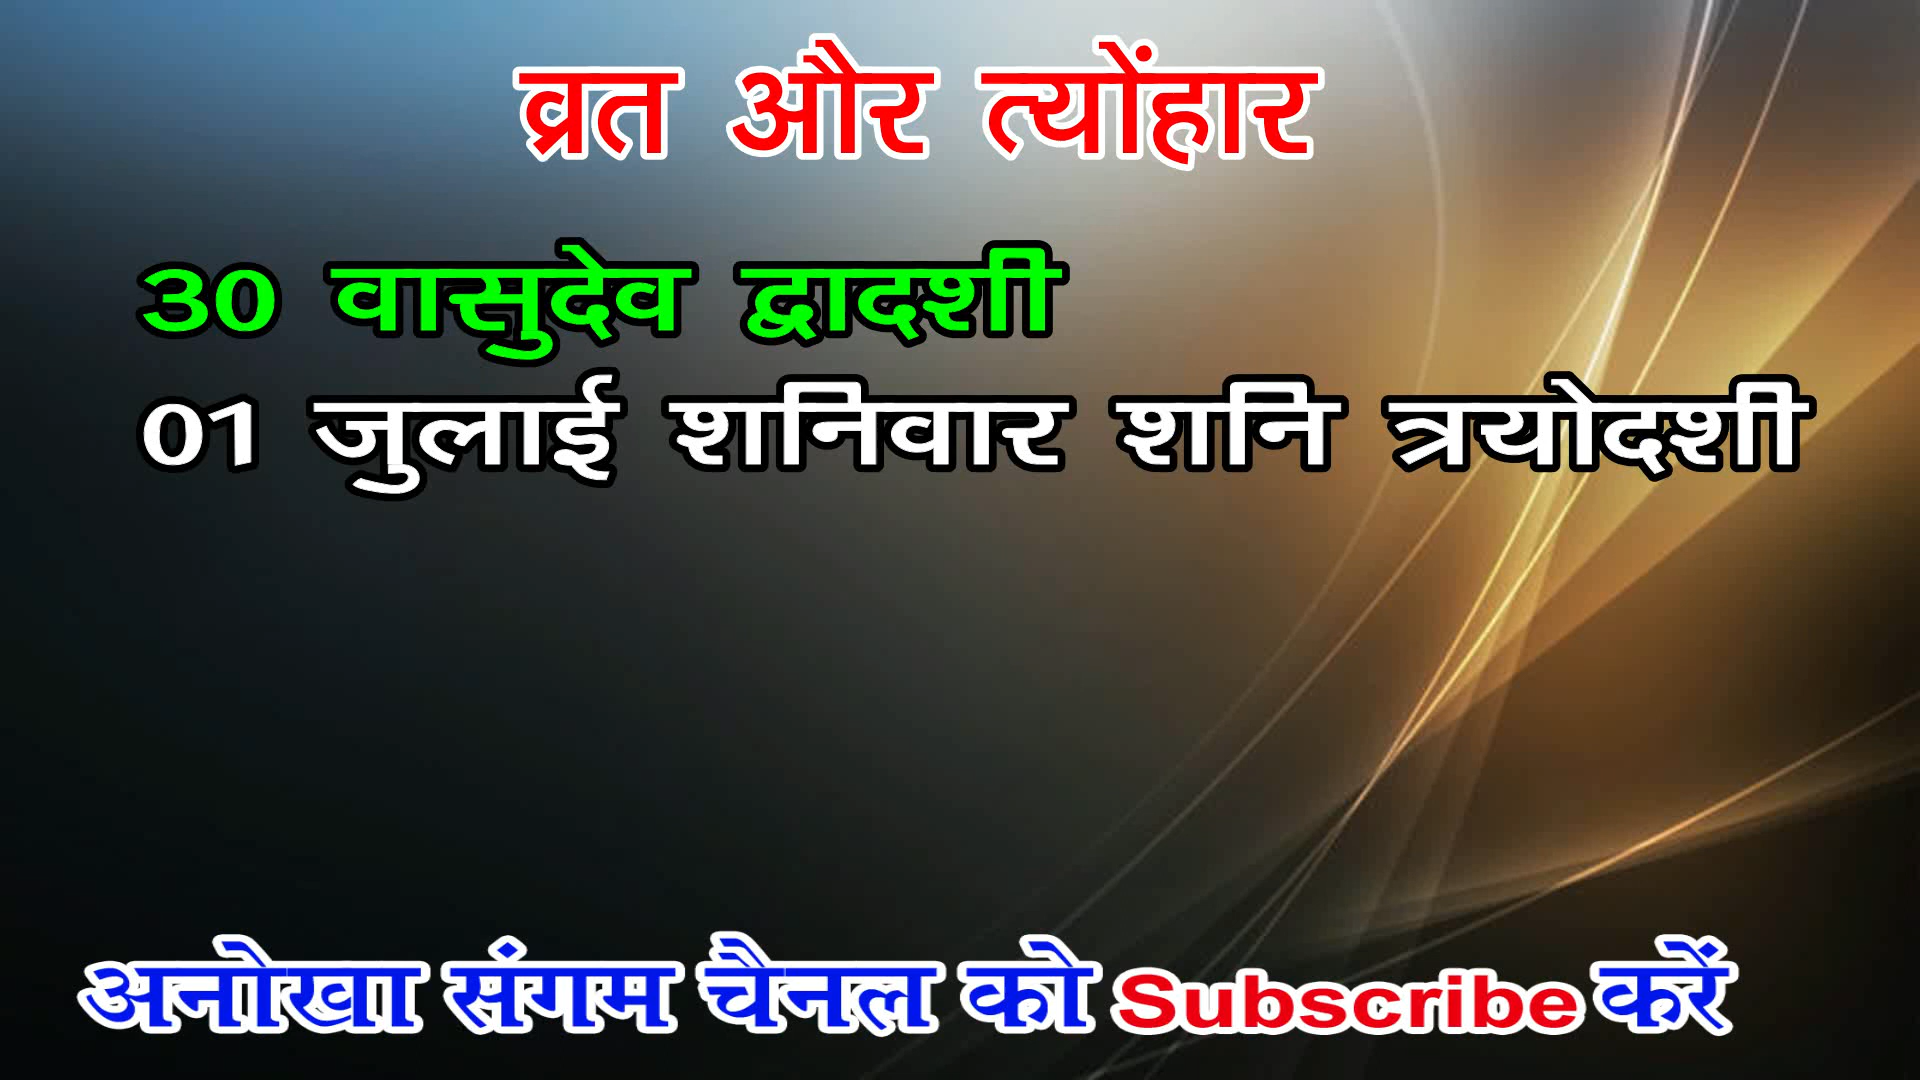 व्रत और त्योंहार
30 वासुदेव द्वादशी
01 जुलाई शनिवार शनि त्रयोदशी
अनोखा संगम चैनल को Subscribe करें